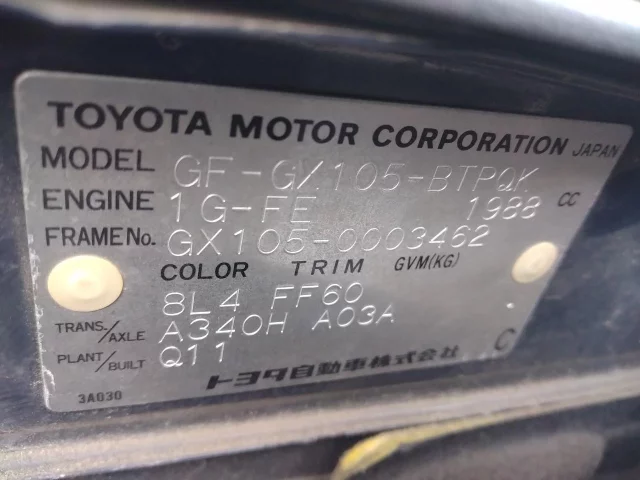 TOYOTA MOTOR CORPORATION JAPAN
MODEL GF-GX105-BTPQK
ENGINE 1G-FE 1988 CC
FRAME No. GX105-0003462
COLOR TRIM GVM(KG)
8L4 FF60
TRANS./AXLE A340H A03A
PLANT/BUILT Q11
トヨタ自動車株式会社 C
3A030